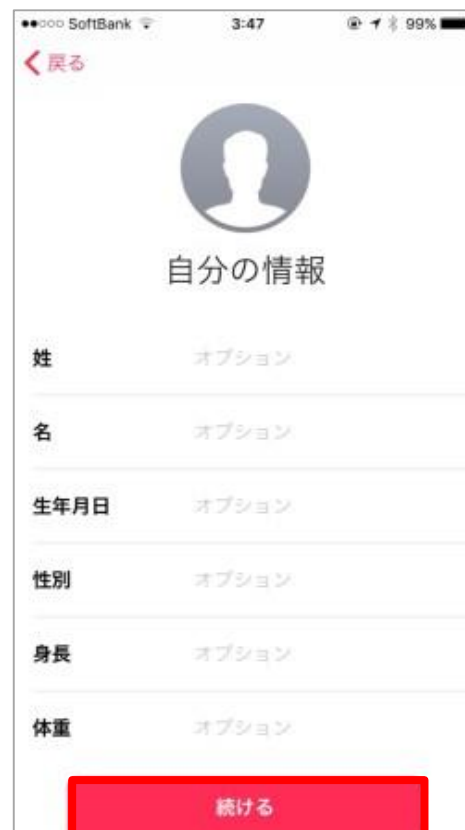 SoftBank 3:47 99%
戻る
自分の情報
姓 オプション
名 オプション
生年月日 オプション
性別 オプション
身長 オプション
体重 オプション
続ける